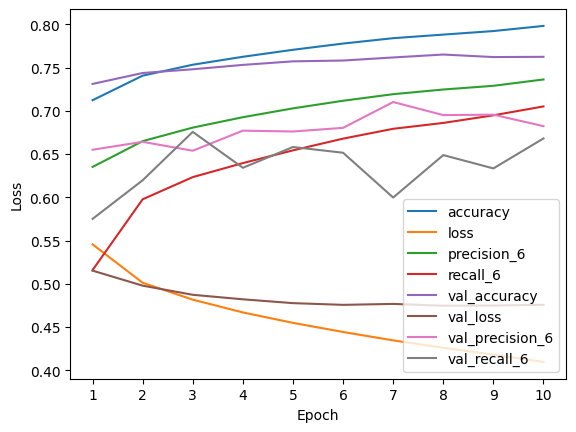 0.80
0.75
0.70
0.65
0.60
0.55
0.50
0.45
0.40
Loss
1 2 3 4 5 6 7 8 9 10
Epoch
accuracy
loss
precision_6
recall_6
val_accuracy
val_loss
val_precision_6
val_recall_6